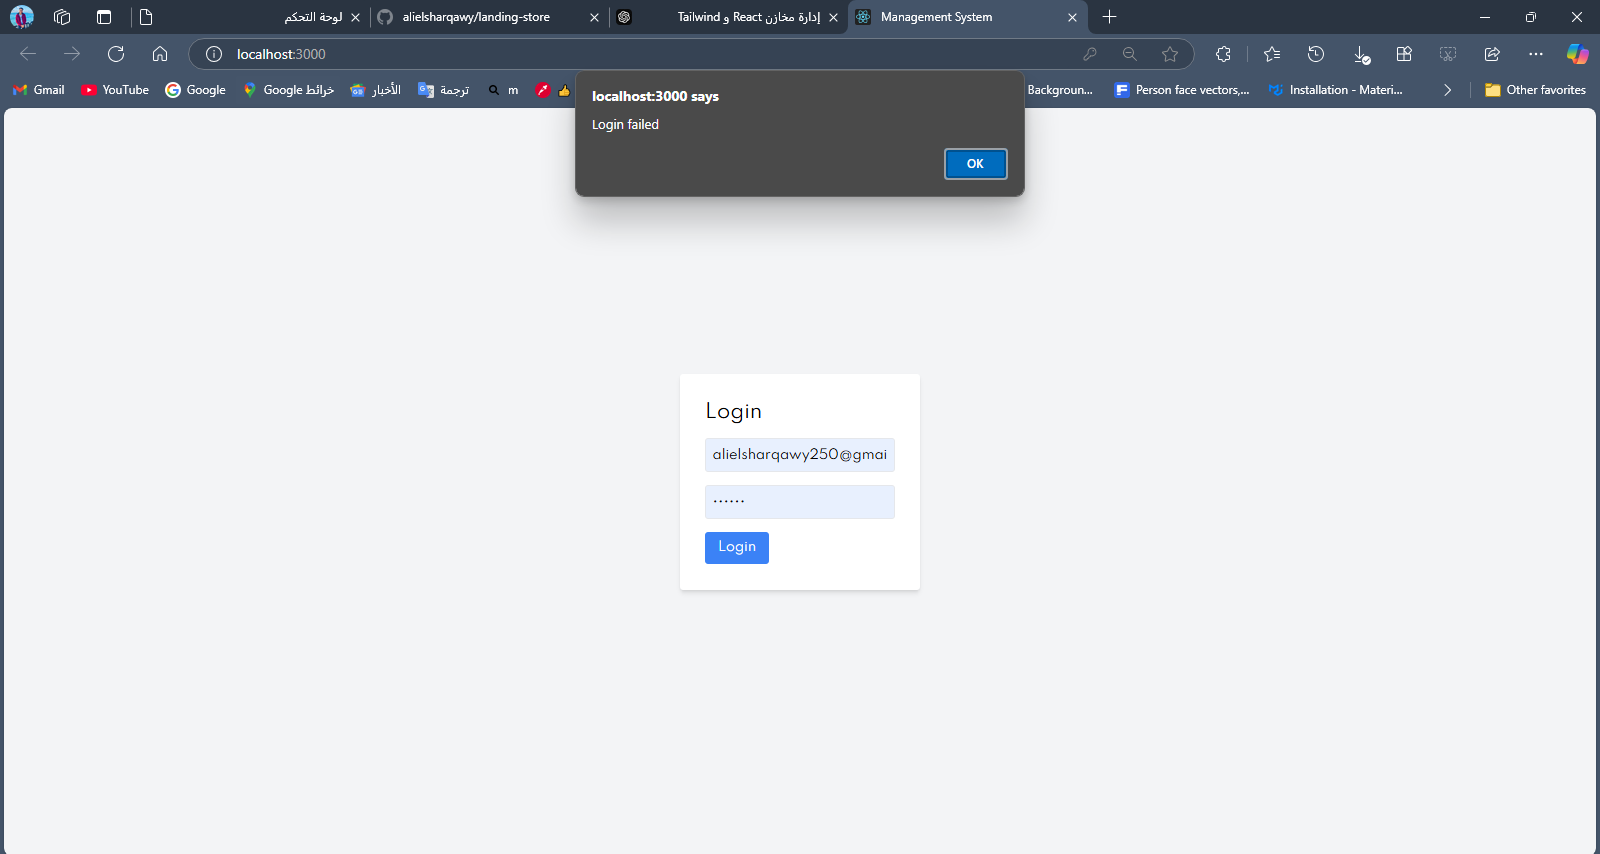 لوحة التحكم
alielsharqawy/landing-store
إدارة مخازن React و Tailwind
Management System
localhost:3000
Gmail
YouTube
Google
خرائط Google
الأخبار
ترجمة
m
Backgroun...
Person face vectors,...
Installation - Materi...
Other favorites
localhost:3000 says
Login failed
OK
Login
alielsharqawy250@gmai
······
Login